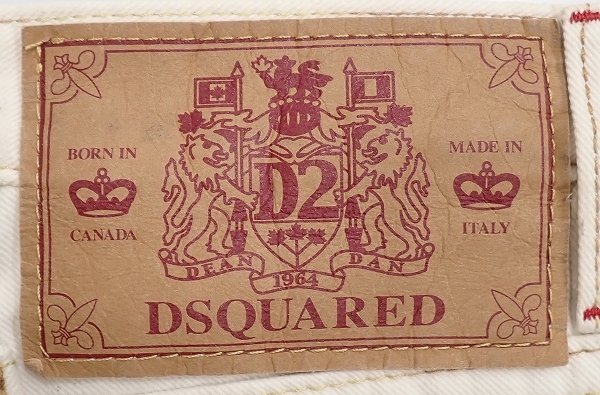 BORN IN
CANADA
D2
DEAN DAN
1964
MADE IN
ITALY
DSQUARED